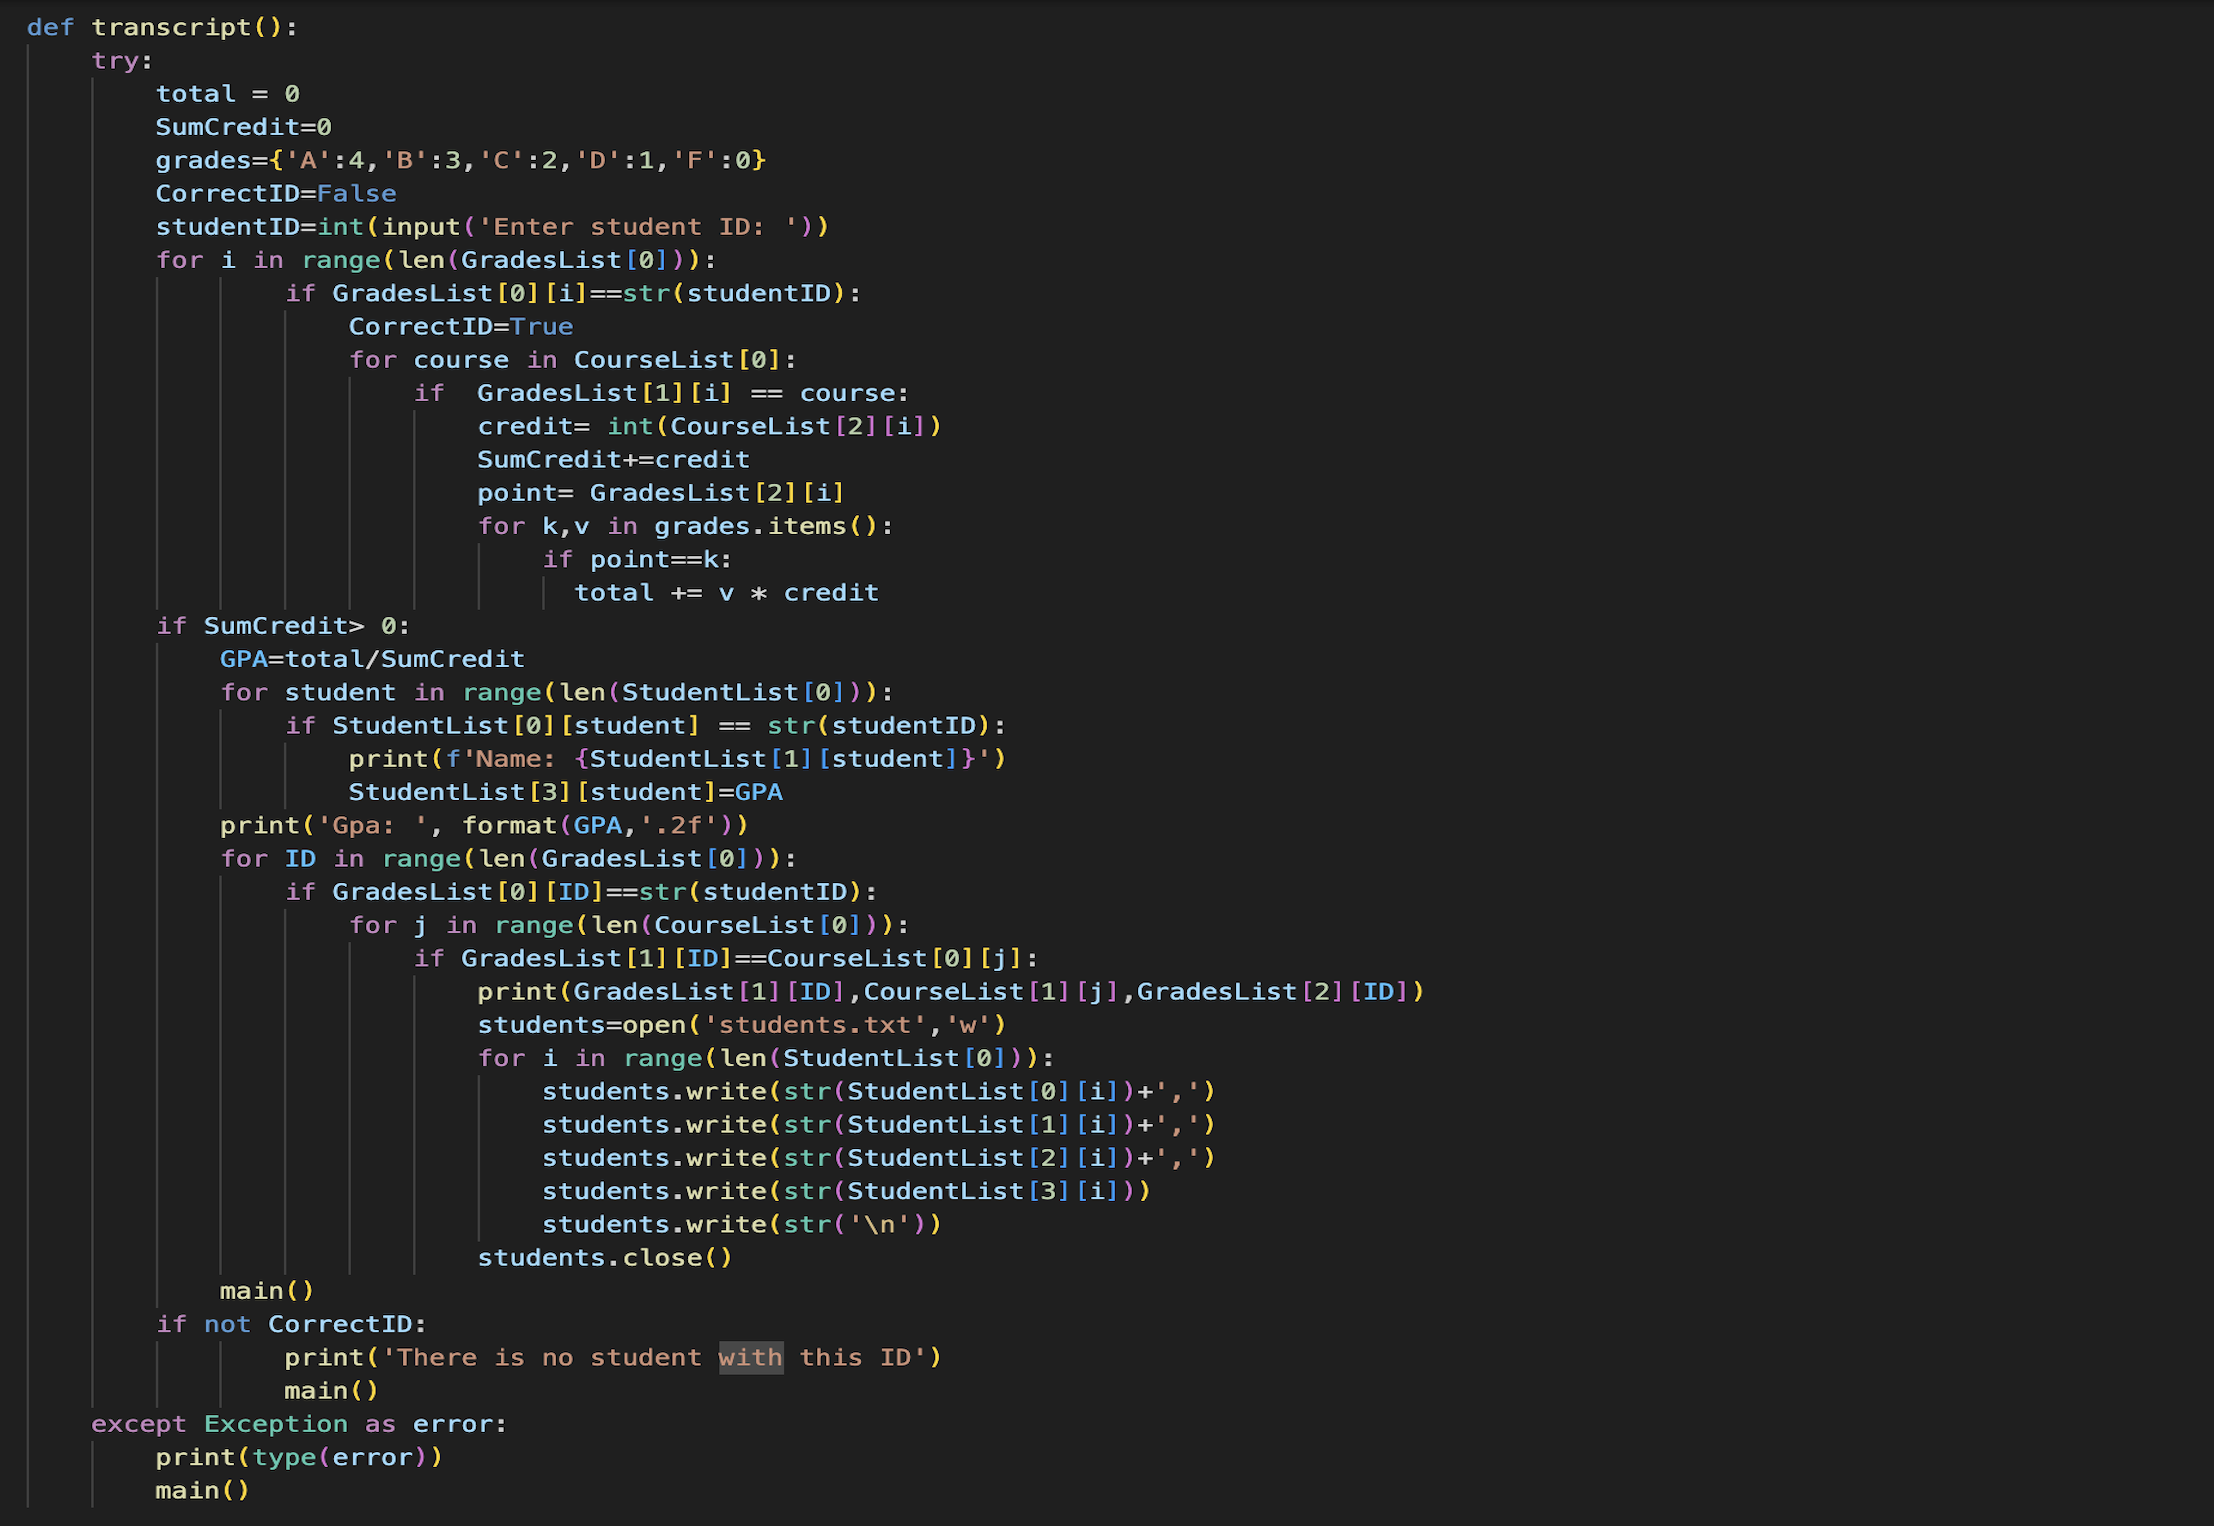 def transcript():
    try:
        total = 0
        SumCredit=0
        grades={'A':4,'B':3,'C':2,'D':1,'F':0}
        CorrectID=False
        studentID=int(input('Enter student ID: '))
        for i in range(len(GradesList[0])):
                if GradesList[0][i]==str(studentID):
                    CorrectID=True
                    for course in CourseList[0]:
                        if  GradesList[1][i] == course:
                            credit= int(CourseList[2][i])
                            SumCredit+=credit
                            point= GradesList[2][i]
                            for k,v in grades.items():
                                if point==k:
                                  total += v * credit
        if SumCredit> 0:
            GPA=total/SumCredit
            for student in range(len(StudentList[0])):
                if StudentList[0][student] == str(studentID):
                    print(f'Name: {StudentList[1][student]}')
                    StudentList[3][student]=GPA
            print('Gpa: ', format(GPA,'.2f'))
            for ID in range(len(GradesList[0])):
                if GradesList[0][ID]==str(studentID):
                    for j in range(len(CourseList[0])):
                        if GradesList[1][ID]==CourseList[0][j]:
                            print(GradesList[1][ID],CourseList[1][j],GradesList[2][ID])
                            students=open('students.txt','w')
                            for i in range(len(StudentList[0])):
                                students.write(str(StudentList[0][i])+',')
                                students.write(str(StudentList[1][i])+',')
                                students.write(str(StudentList[2][i])+',')
                                students.write(str(StudentList[3][i]))
                                students.write(str('\n'))
                            students.close()
            main()
        if not CorrectID:
                print('There is no student with this ID')
                main()
    except Exception as error:
        print(type(error))
        main()